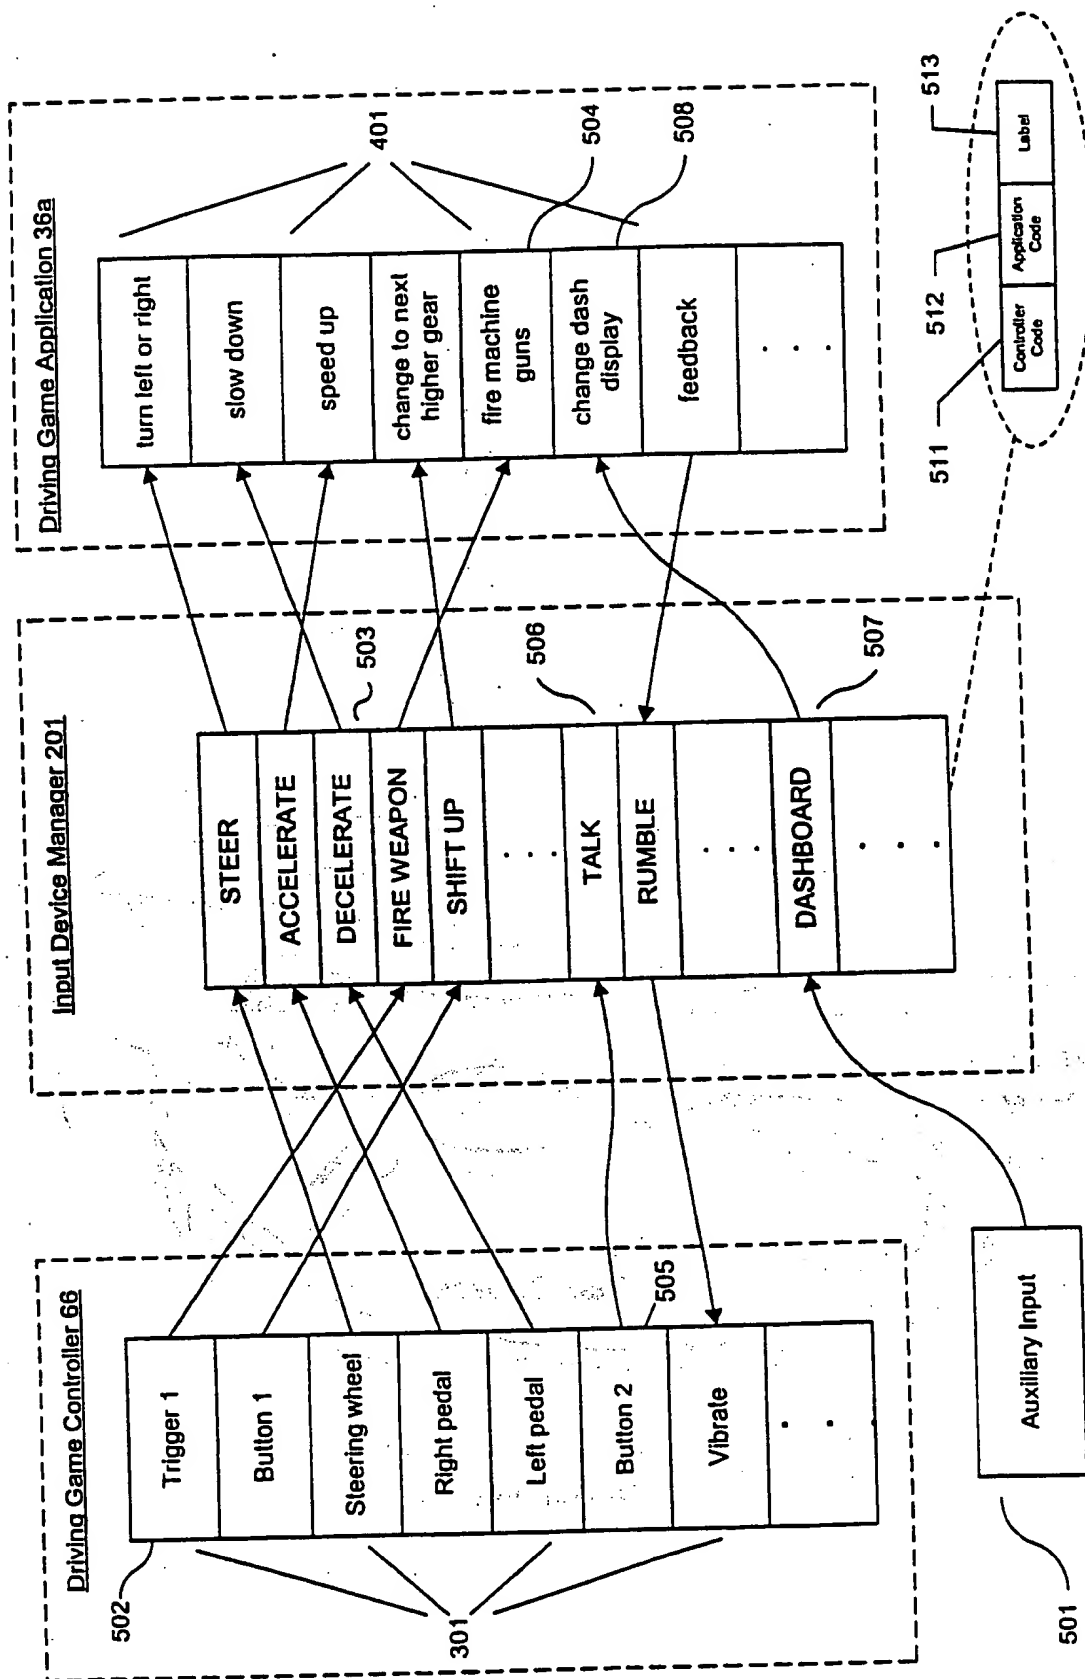 Driving Game Controller 66
502
Trigger 1
Button 1
Steering wheel
Right pedal
Left pedal
Button 2
505
Vibrate
. . .
301
Auxiliary Input
501
Input Device Manager 201
STEER
ACCELERATE
DECELERATE
503
FIRE WEAPON
SHIFT UP
. . .
TALK
506
RUMBLE
. . .
DASHBOARD
507
. . .
Driving Game Application 36a
turn left or right
slow down
speed up
401
change to next
higher gear
fire machine
guns
504
change dash
display
508
feedback
. . .
511
512
513
Controller
Code
Application
Code
Label